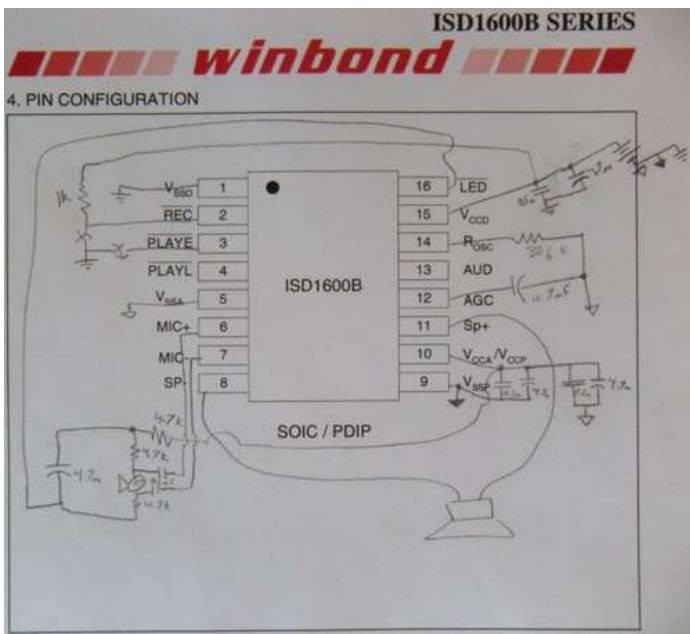 ISD1600B SERIES
winbond
4. PIN CONFIGURATION
1k
VSSD 1
REC 2
PLAYE 3
PLAYL 4
VSSA 5
MIC+ 6
MIC- 7
SP- 8
ISD1600B
16 LED
15 VCCD
14 ROSC
13 AUD
12 AGC
11 Sp+
10 VCCA/VCCP
9 VSSP
SOIC / PDIP
4.7k
4.7k
4.7k